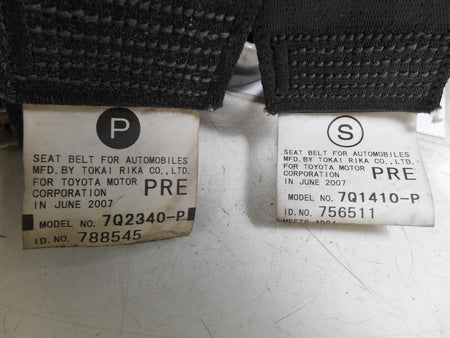 P
SEAT BELT FOR AUTOMOBILES
MFD. BY TOKAI RIKA CO., LTD.
FOR TOYOTA MOTOR
CORPORATION PRE
IN JUNE 2007
MODEL NO. 7Q2340-P
ID. NO. 788545
S
SEAT BELT FOR AUTOMOBILES
MFD. BY TOKAI RIKA CO., LTD.
FOR TOYOTA MOTOR
CORPORATION PRE
IN JUNE 2007
MODEL NO. 7Q1410-P
ID. NO. 756511